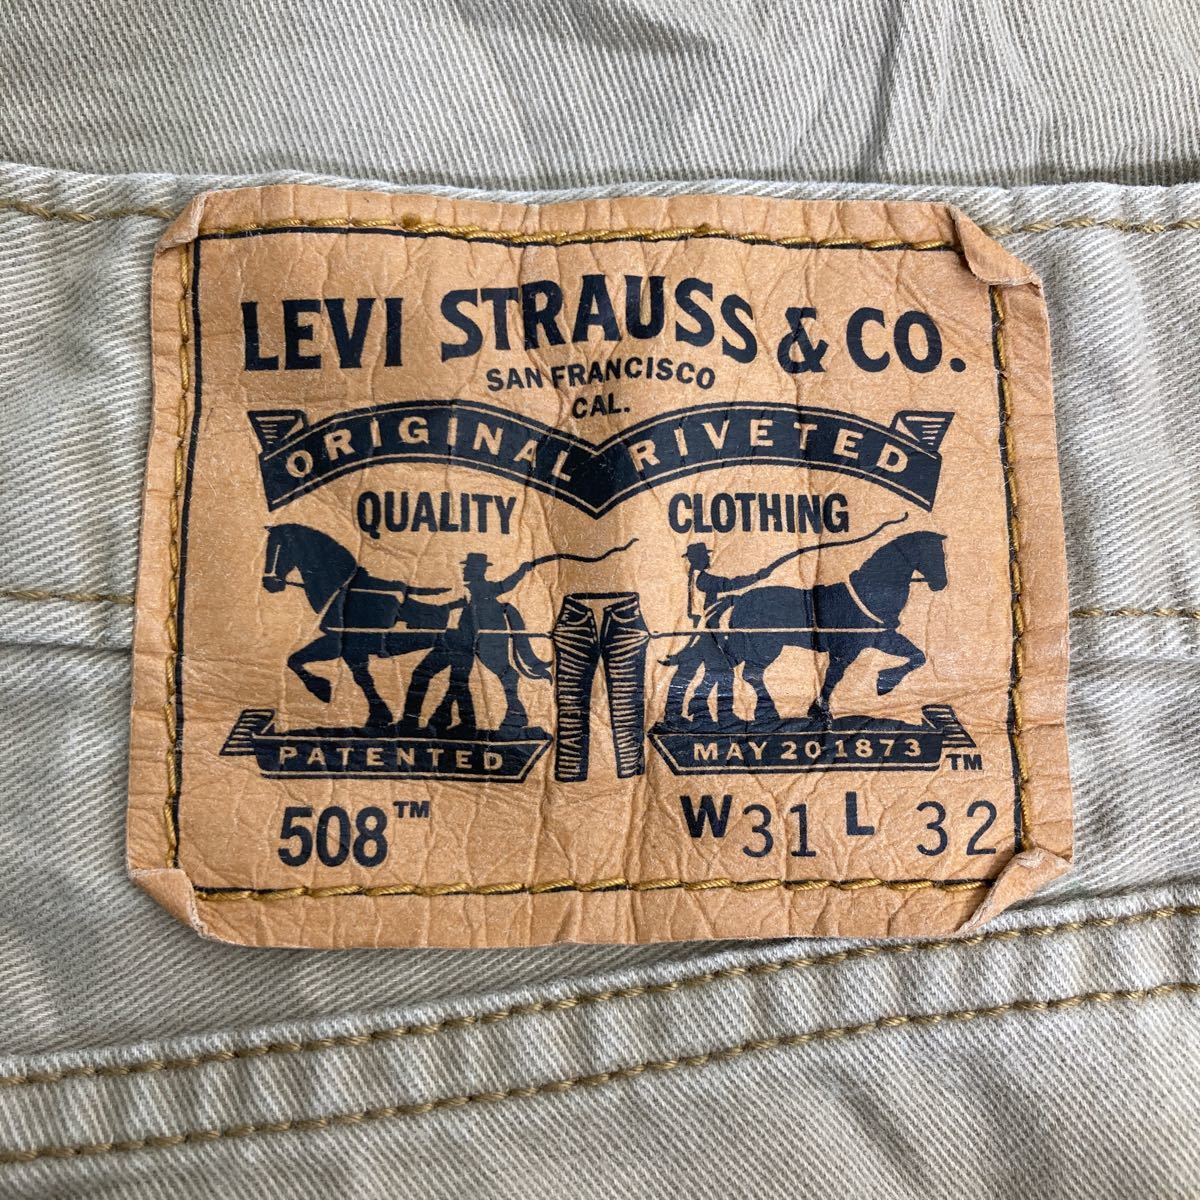 LEVI STRAUSS & CO.
SAN FRANCISCO
CAL.
ORIGINAL RIVETED
QUALITY CLOTHING
PATENTED MAY 20 1873 ™
508™ W 31 L 32